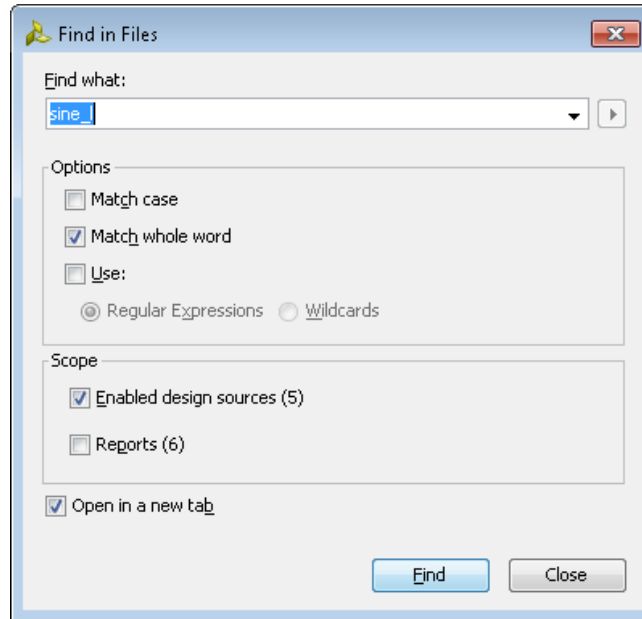 Find in Files
Find what:
sine_l
Options
Match case
Match whole word
Use:
Regular Expressions Wildcards
Scope
Enabled design sources (5)
Reports (6)
Open in a new tab
Find Close